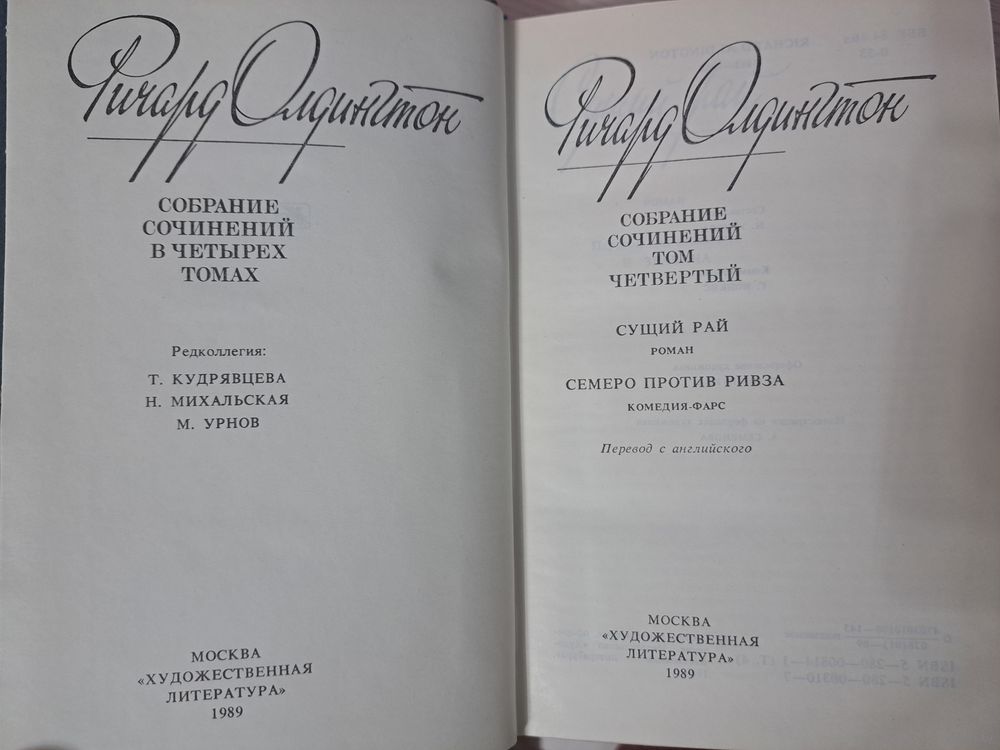 Ричард Олдингтон
СОБРАНИЕ
СОЧИНЕНИЙ
В ЧЕТЫРЕХ
ТОМАХ
Редколлегия:
Т. КУДРЯВЦЕВА
Н. МИХАЛЬСКАЯ
М. УРНОВ
МОСКВА
«ХУДОЖЕСТВЕННАЯ
ЛИТЕРАТУРА»
1989
Ричард Олдингтон
СОБРАНИЕ
СОЧИНЕНИЙ
ТОМ
ЧЕТВЕРТЫЙ
СУЩИЙ РАЙ
РОМАН
СЕМЕРО ПРОТИВ РИВЗА
КОМЕДИЯ-ФАРС
Перевод с английского
МОСКВА
«ХУДОЖЕСТВЕННАЯ
ЛИТЕРАТУРА»
1989